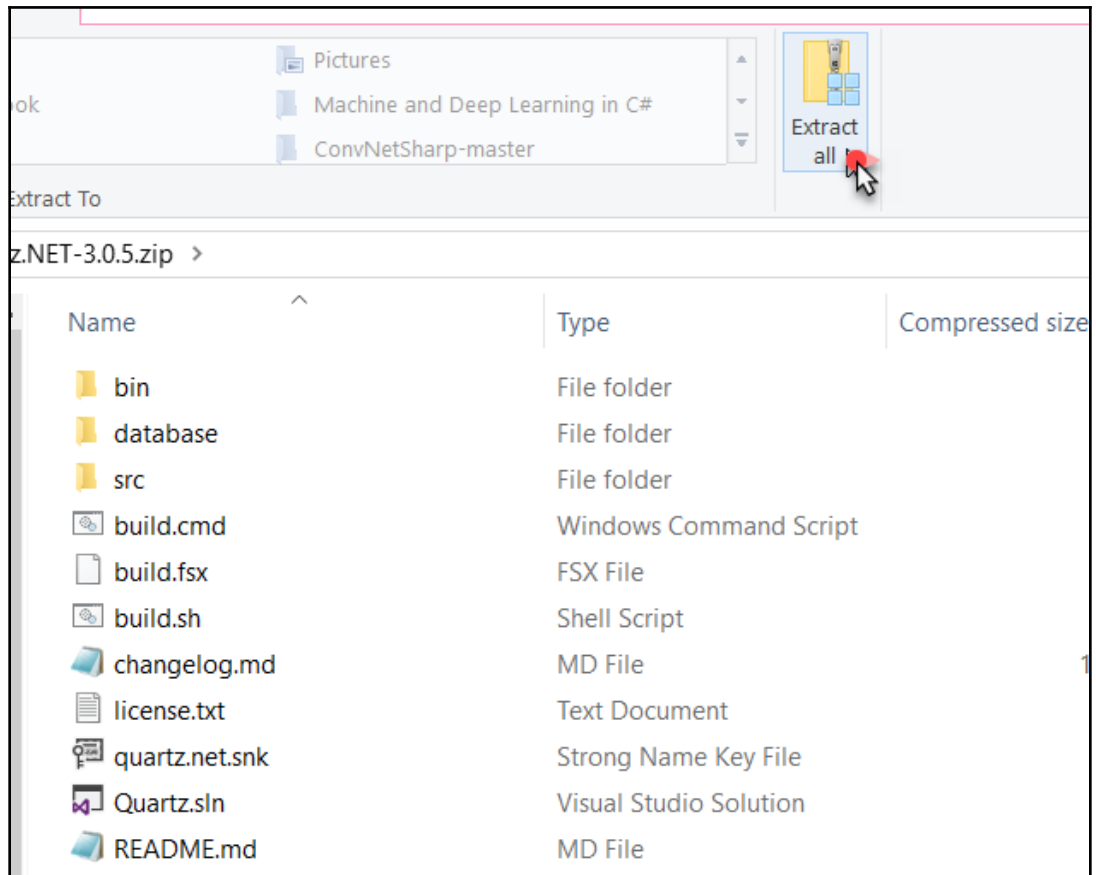 Pictures
ok
Machine and Deep Learning in C#
ConvNetSharp-master
Extract
all
Extract To
z.NET-3.0.5.zip
Name Type Compressed size
bin File folder
database File folder
src File folder
build.cmd Windows Command Script
build.fsx FSX File
build.sh Shell Script
changelog.md MD File 1
license.txt Text Document
quartz.net.snk Strong Name Key File
Quartz.sln Visual Studio Solution
README.md MD File